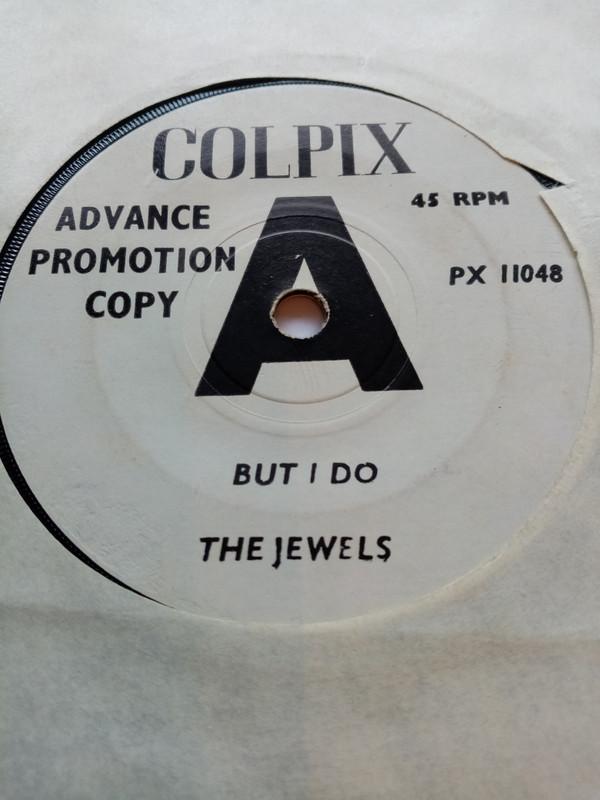 COLPIX
45 RPM
ADVANCE
PROMOTION
COPY
A
PX 11048
BUT I DO
THE JEWELS